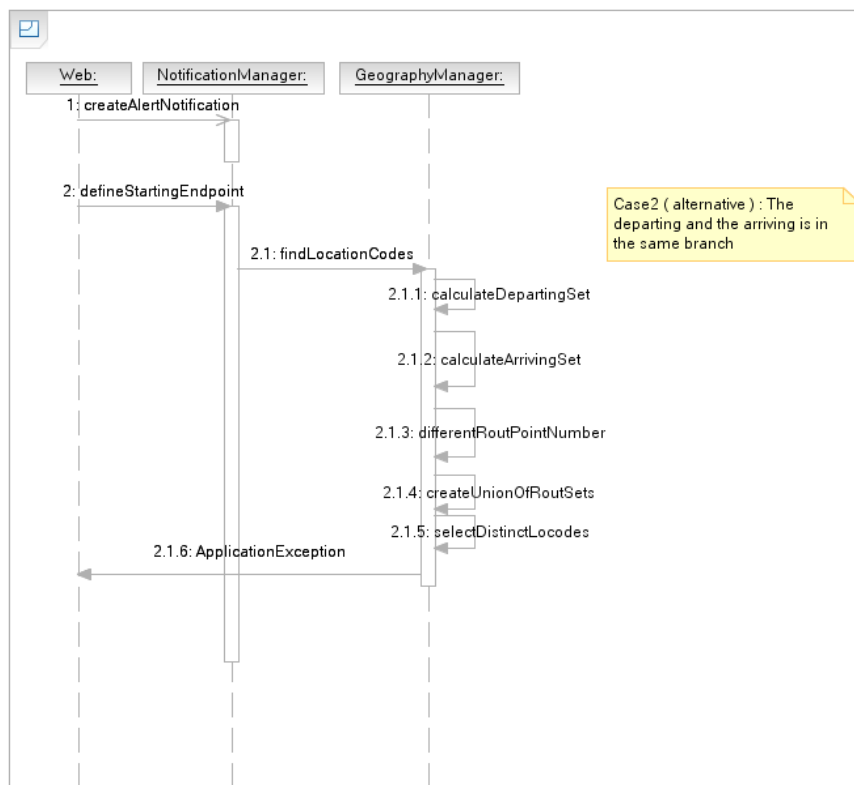 Web:
NotificationManager:
GeographyManager:
1: createAlertNotification
2: defineStartingEndpoint
Case2 ( alternative ) : The
departing and the arriving is in
the same branch
2.1: findLocationCodes
2.1.1: calculateDepartingSet
2.1.2: calculateArrivingSet
2.1.3: differentRoutPointNumber
2.1.4: createUnionOfRoutSets
2.1.5: selectDistinctLocodes
2.1.6: ApplicationException